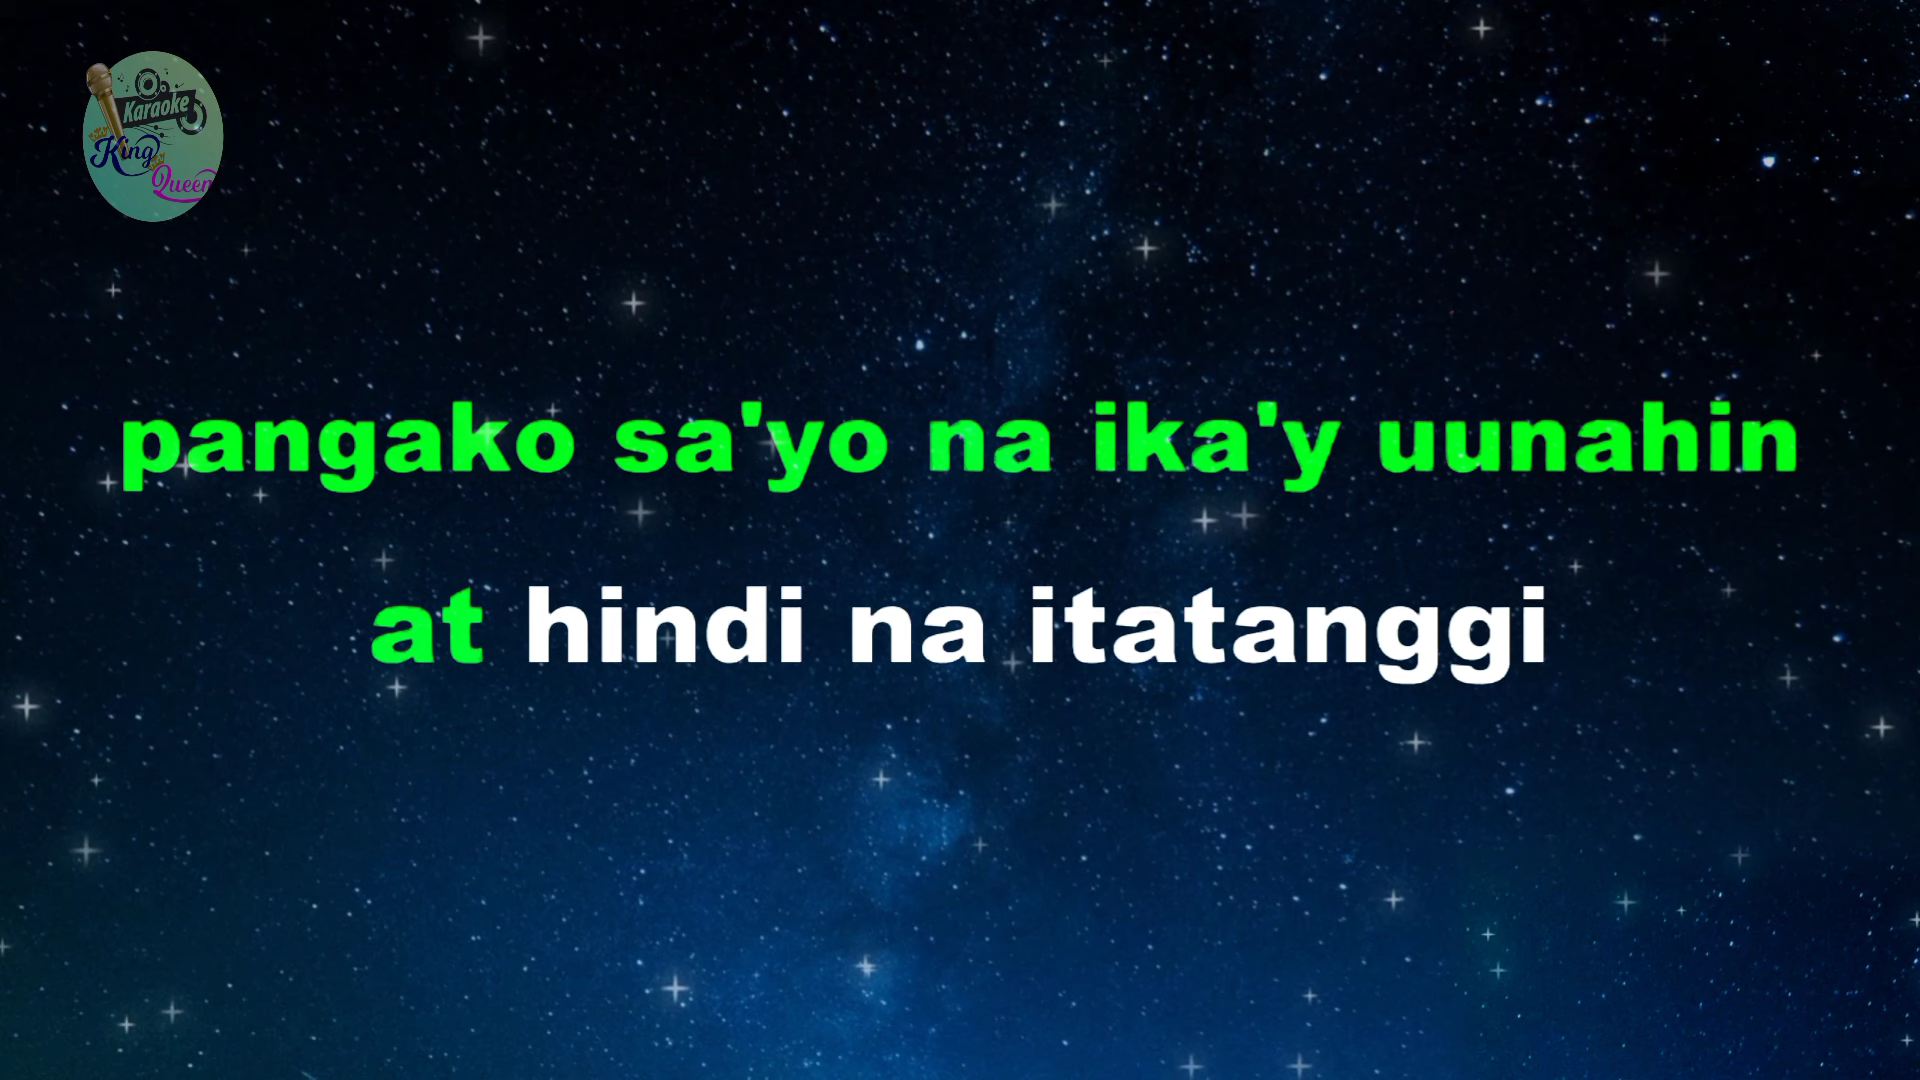 Karaoke
King
Queen
pangako sa'yo na ika'y uunahin
at hindi na itatanggi